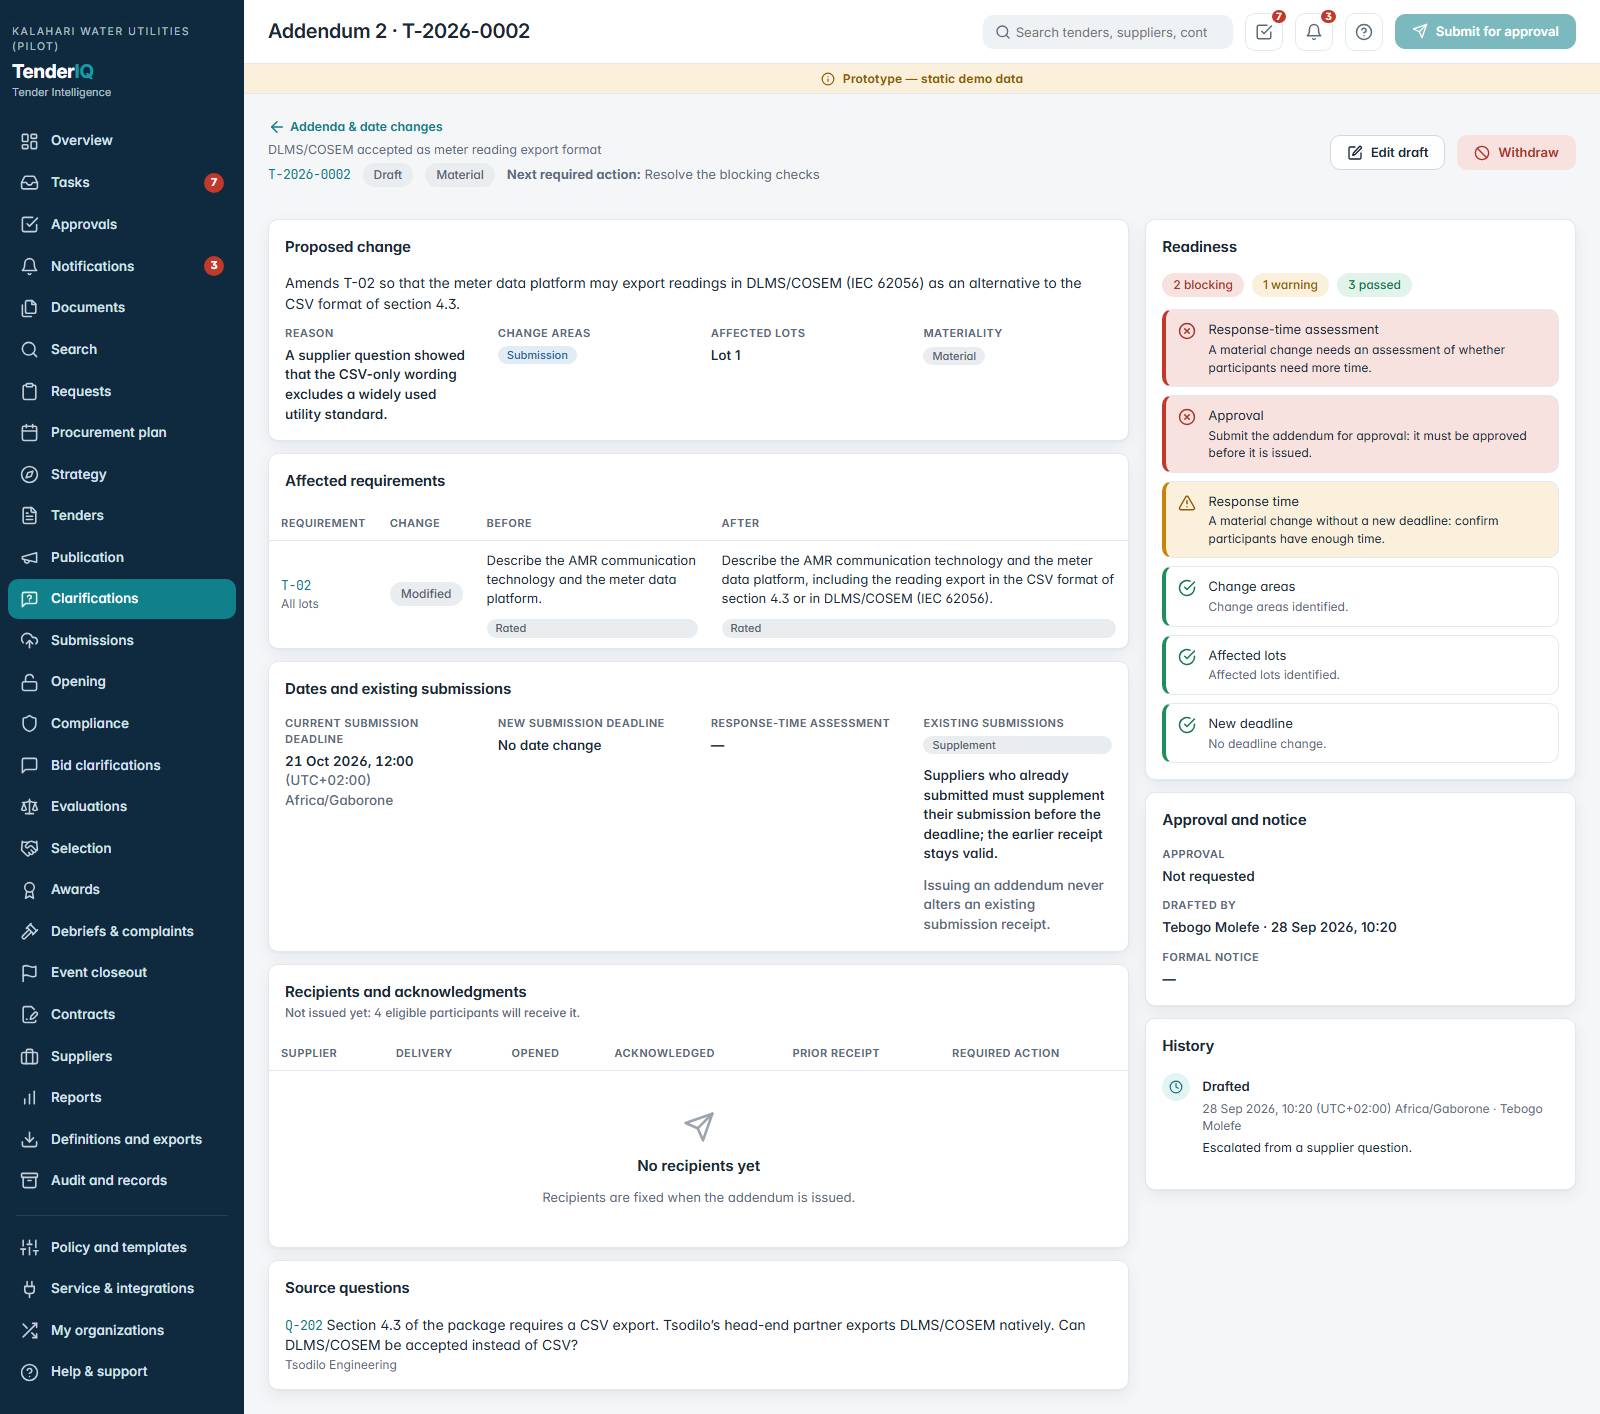 KALAHARI WATER UTILITIES
(PILOT)
TenderIQ
Tender Intelligence
Overview
Tasks 7
Approvals
Notifications 3
Documents
Search
Requests
Procurement plan
Strategy
Tenders
Publication
Clarifications
Submissions
Opening
Compliance
Bid clarifications
Evaluations
Selection
Awards
Debriefs & complaints
Event closeout
Contracts
Suppliers
Reports
Definitions and exports
Audit and records
Policy and templates
Service & integrations
My organizations
Help & support
Addendum 2 · T-2026-0002
Search tenders, suppliers, cont
7
3
Submit for approval
Prototype — static demo data
Addenda & date changes
DLMS/COSEM accepted as meter reading export format
T-2026-0002 Draft Material Next required action: Resolve the blocking checks
Edit draft
Withdraw
Proposed change
Amends T-02 so that the meter data platform may export readings in DLMS/COSEM (IEC 62056) as an alternative to the
CSV format of section 4.3.
REASON
A supplier question showed
that the CSV-only wording
excludes a widely used
utility standard.
CHANGE AREAS
Submission
AFFECTED LOTS
Lot 1
MATERIALITY
Material
Affected requirements
REQUIREMENT CHANGE BEFORE AFTER
T-02
All lots
Modified
Describe the AMR communication
technology and the meter data
platform.
Rated
Describe the AMR communication technology and the meter
data platform, including the reading export in the CSV format of
section 4.3 or in DLMS/COSEM (IEC 62056).
Rated
Dates and existing submissions
CURRENT SUBMISSION
DEADLINE
21 Oct 2026, 12:00
(UTC+02:00)
Africa/Gaborone
NEW SUBMISSION DEADLINE
No date change
RESPONSE-TIME ASSESSMENT
—
EXISTING SUBMISSIONS
Supplement
Suppliers who already
submitted must supplement
their submission before the
deadline; the earlier receipt
stays valid.
Issuing an addendum never
alters an existing
submission receipt.
Recipients and acknowledgments
Not issued yet: 4 eligible participants will receive it.
SUPPLIER DELIVERY OPENED ACKNOWLEDGED PRIOR RECEIPT REQUIRED ACTION
No recipients yet
Recipients are fixed when the addendum is issued.
Source questions
Q-202 Section 4.3 of the package requires a CSV export. Tsodilo’s head-end partner exports DLMS/COSEM natively. Can
DLMS/COSEM be accepted instead of CSV?
Tsodilo Engineering
Readiness
2 blocking 1 warning 3 passed
Response-time assessment
A material change needs an assessment of whether
participants need more time.
Approval
Submit the addendum for approval: it must be approved
before it is issued.
Response time
A material change without a new deadline: confirm
participants have enough time.
Change areas
Change areas identified.
Affected lots
Affected lots identified.
New deadline
No deadline change.
Approval and notice
APPROVAL
Not requested
DRAFTED BY
Tebogo Molefe · 28 Sep 2026, 10:20
FORMAL NOTICE
—
History
Drafted
28 Sep 2026, 10:20 (UTC+02:00) Africa/Gaborone · Tebogo
Molefe
Escalated from a supplier question.